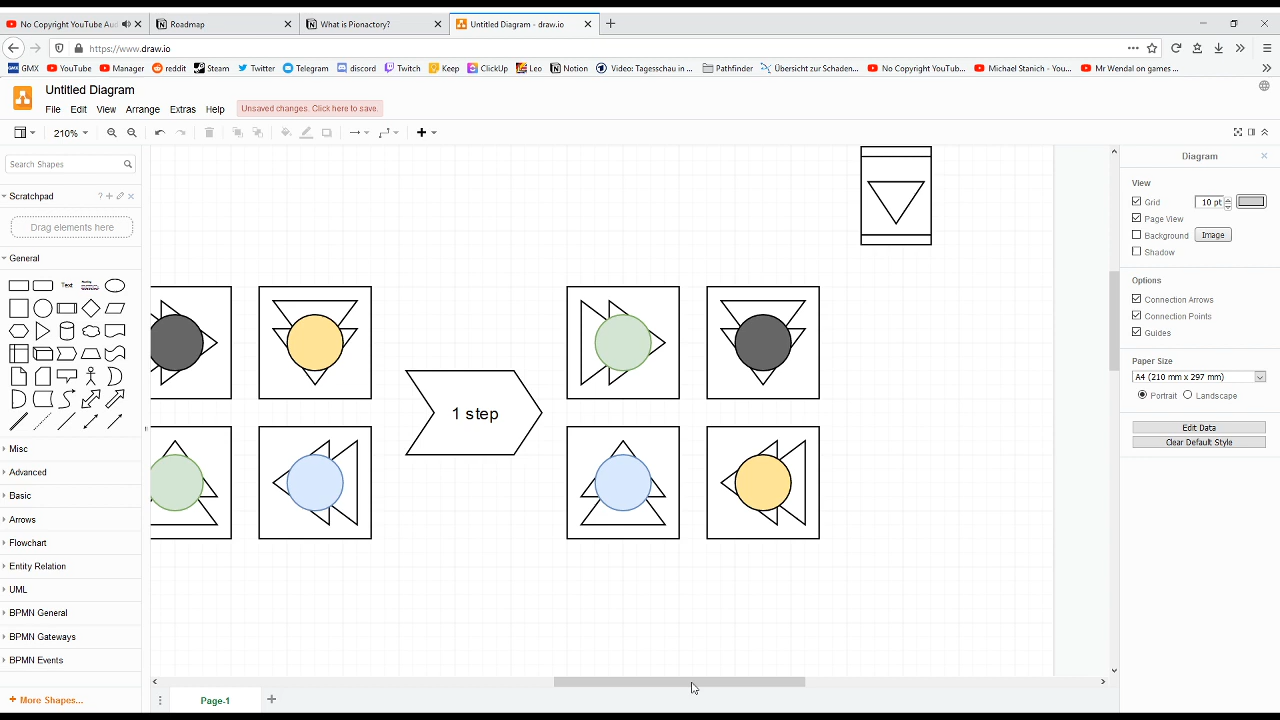 No Copyright YouTube Aud
Roadmap
What is Pionactory?
Untitled Diagram - draw.io
https://www.draw.io
GMX
YouTube
Manager
reddit
Steam
Twitter
Telegram
discord
Twitch
Keep
ClickUp
Lo
Notion
Video: Tagesschau in ...
Pathfinder
Übersicht zur Schaden...
No Copyright YouTub...
Michael Stanich - You...
Mr Wendal on games...
Untitled Diagram
File Edit View Arrange Extras Help
Unsaved changes. Click here to save.
210%
Search Shapes
Scratchpad
Drag elements here
General
Text
Misc
Advanced
Basic
Arrows
Flowchart
Entity Relation
UML
BPMN General
BPMN Gateways
BPMN Events
+ More Shapes...
1 step
Page-1
Diagram
View
Grid
10 pt
Page View
Background
Image
Shadow
Options
Connection Arrows
Connection Points
Guides
Paper Size
A4 (210 mm x 297 mm)
Portrait
Landscape
Edit Data
Clear Default Style